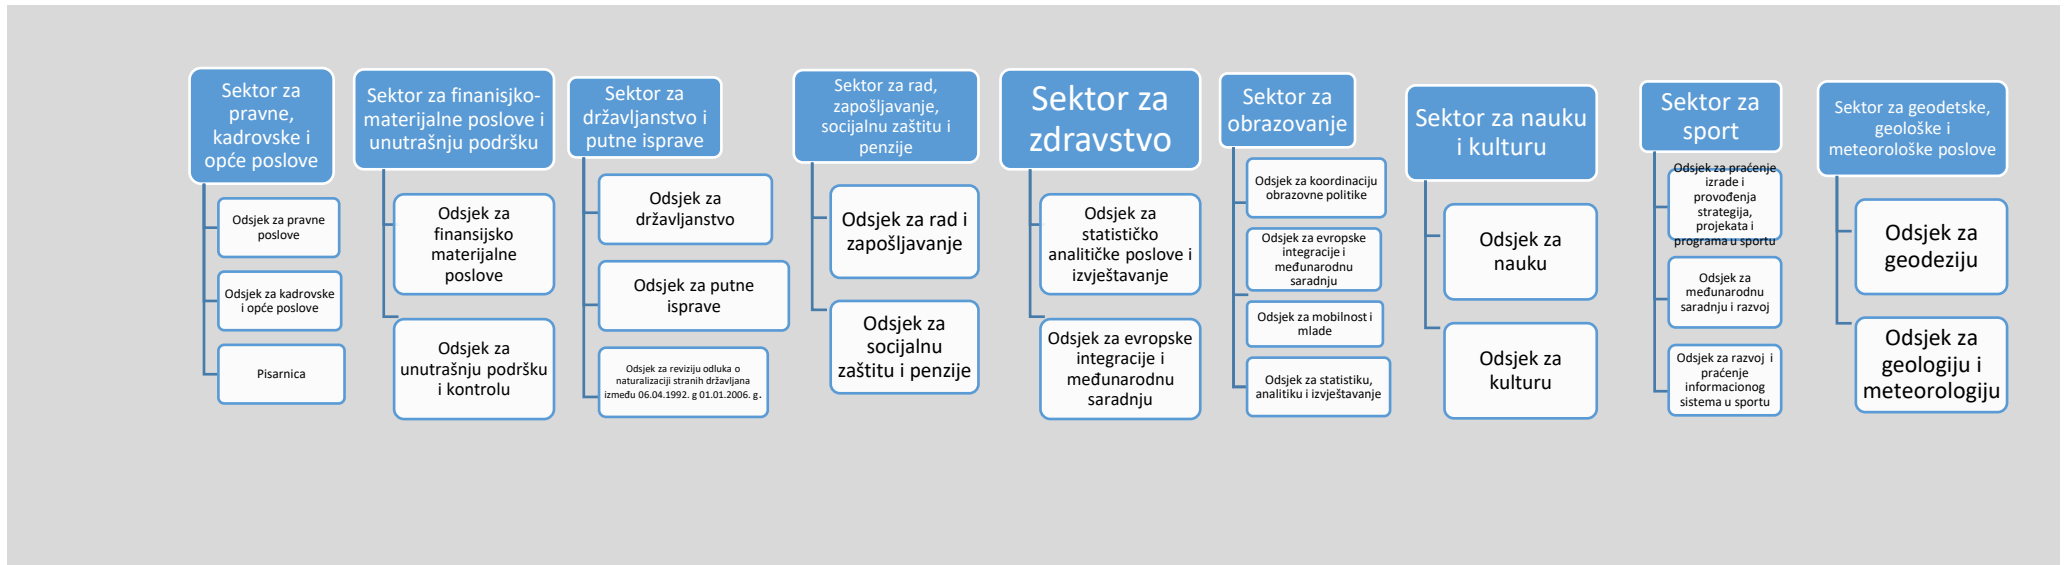 Sektor za
pravne,
kadrovske i
opće poslove
Odsjek za pravne
poslove
Odsjek za kadrovske
i opće poslove
Pisarnica
Sektor za finanisjko-
materijalne poslove i
unutrašnju podršku
Odsjek za
finansijsko
materijalne
poslove
Odsjek za
unutrašnju podršku
i kontrolu
Sektor za
državljanstvo i
putne isprave
Odsjek za
državljanstvo
Odsjek za putne
isprave
Odsjek za reviziju odluka o
naturalizaciji stranih državljana
između 06.04.1992. g 01.01.2006. g.
Sektor za rad,
zapošljavanje,
socijalnu zaštitu i
penzije
Odsjek za rad i
zapošljavanje
Odsjek za
socijalnu
zaštitu i penzije
Sektor za
zdravstvo
Odsjek za
statističko
analitičke poslove i
izvještavanje
Odsjek za evropske
integracije i
međunarodnu
saradnju
Sektor za
obrazovanje
Odsjek za koordinaciju
obrazovne politike
Odsjek za evropske
integracije i
međunarodnu
saradnju
Odsjek za mobilnost i
mlade
Odsjek za statistiku,
analitiku i izvještavanje
Sektor za nauku
i kulturu
Odsjek za
nauku
Odsjek za
kulturu
Sektor za
sport
Odsjek za praćenje
izrade i
provođenja
strategija,
projekata i
programa u sportu
Odsjek za
međunarodnu
saradnju i razvoj
Odsjek za razvoj i
praćenje
informacionog
sistema u sportu
Sektor za geodetske,
geološke i
meteorološke poslove
Odsjek za
geodeziju
Odsjek za
geologiju i
meteorologiju